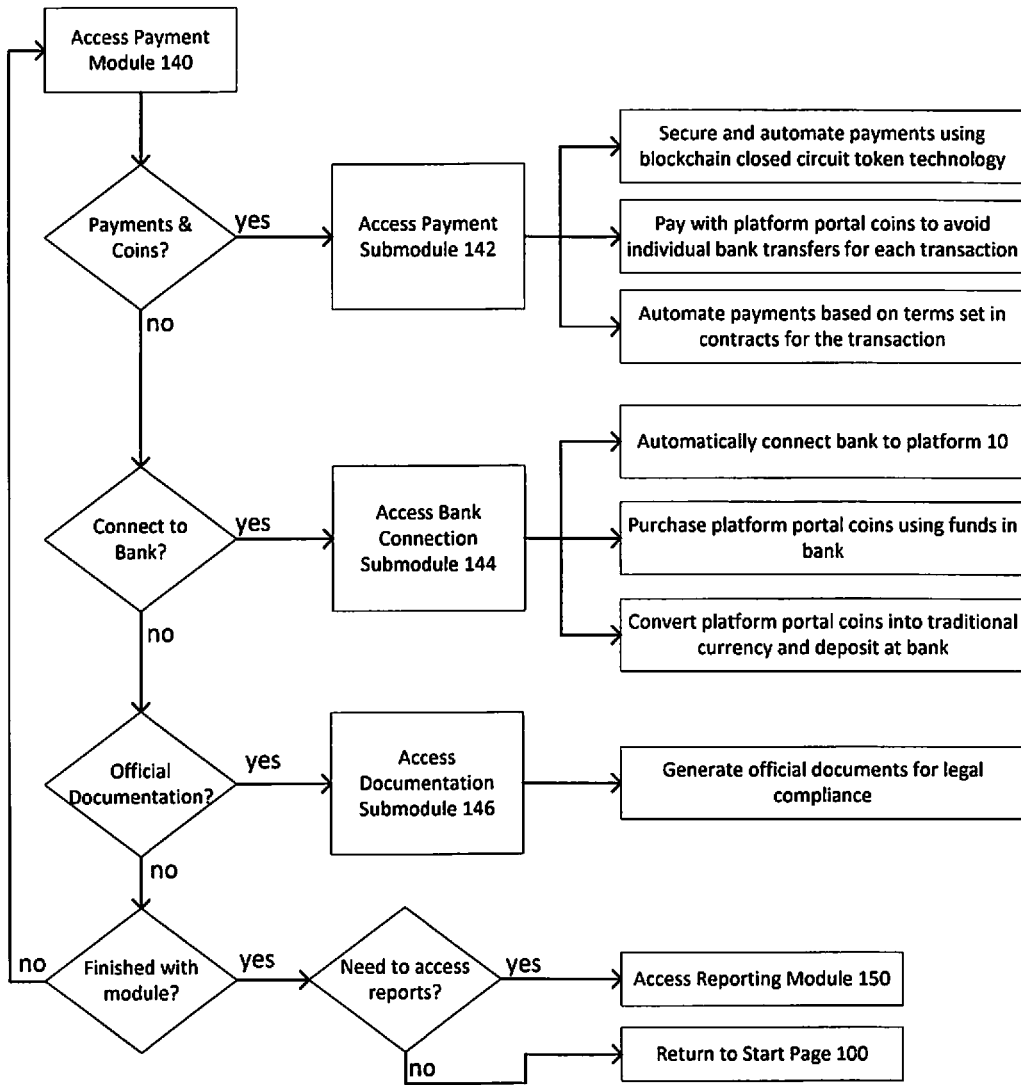 Access Payment
Module 140
Payments &
Coins?
yes
no
Access Payment
Submodule 142
Secure and automate payments using
blockchain closed circuit token technology
Pay with platform portal coins to avoid
individual bank transfers for each transaction
Automate payments based on terms set in
contracts for the transaction
Connect to
Bank?
yes
no
Access Bank
Connection
Submodule 144
Automatically connect bank to platform 10
Purchase platform portal coins using funds in
bank
Convert platform portal coins into traditional
currency and deposit at bank
Official
Documentation?
yes
no
Access
Documentation
Submodule 146
Generate official documents for legal
compliance
Finished with
module?
no
yes
Need to access
reports?
yes
no
Access Reporting Module 150
Return to Start Page 100